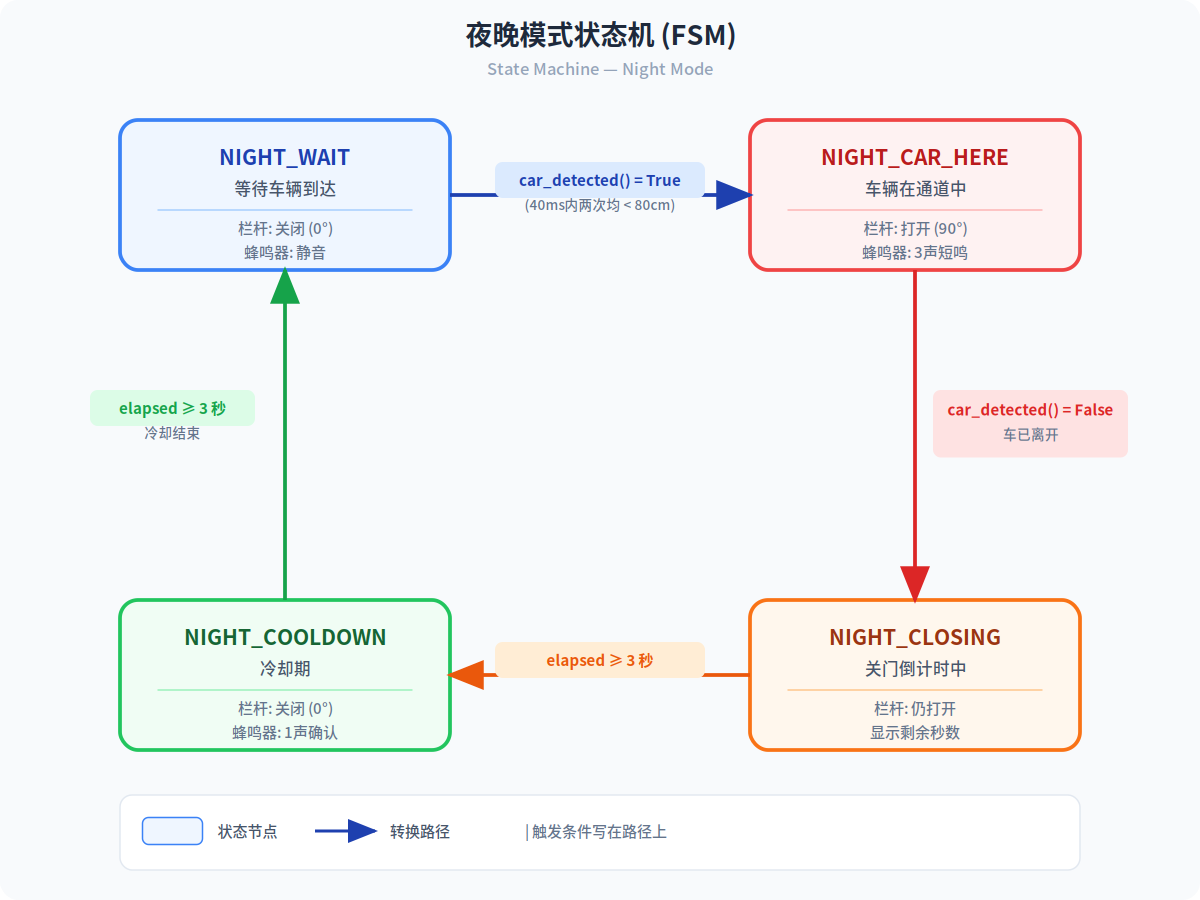 夜晚模式状态机 (FSM)
State Machine — Night Mode
NIGHT_WAIT
等待车辆到达
栏杆: 关闭 (0°)
蜂鸣器: 静音
car_detected() = True
(40ms内两次均 < 80cm)
NIGHT_CAR_HERE
车辆在通道中
栏杆: 打开 (90°)
蜂鸣器: 3声短鸣
elapsed ≥ 3 秒
冷却结束
car_detected() = False
车已离开
NIGHT_COOLDOWN
冷却期
栏杆: 关闭 (0°)
蜂鸣器: 1声确认
elapsed ≥ 3 秒
NIGHT_CLOSING
关门倒计时中
栏杆: 仍打开
显示剩余秒数
状态节点
转换路径
| 触发条件写在路径上